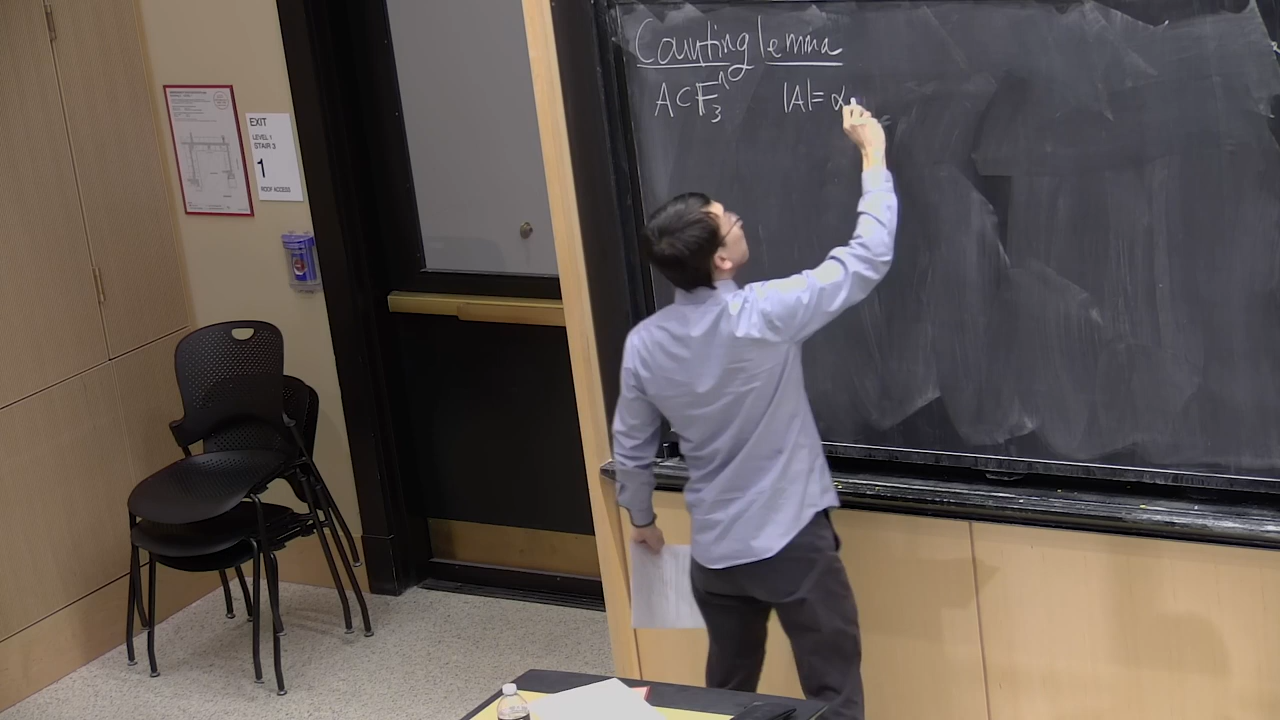 Counting lemma
A ⊂ F₃ⁿ |A| = α
EXIT
LEVEL 1
STAIR 3
1
ROOF ACCESS